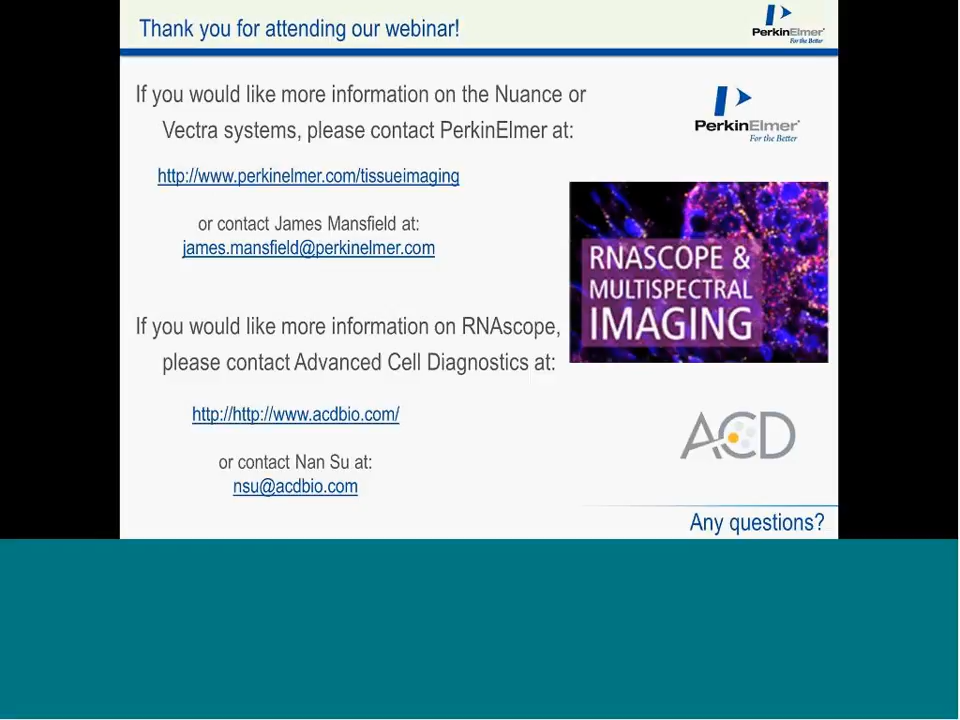 Thank you for attending our webinar!
PerkinElmer
For the Better
If you would like more information on the Nuance or
Vectra systems, please contact PerkinElmer at:
PerkinElmer
For the Better
http://www.perkinelmer.com/tissueimaging
or contact James Mansfield at:
james.mansfield@perkinelmer.com
RNASCOPE &
MULTISPECTRAL
IMAGING
If you would like more information on RNAscope,
please contact Advanced Cell Diagnostics at:
http://http://www.acdbio.com/
ACD
or contact Nan Su at:
nsu@acdbio.com
Any questions?